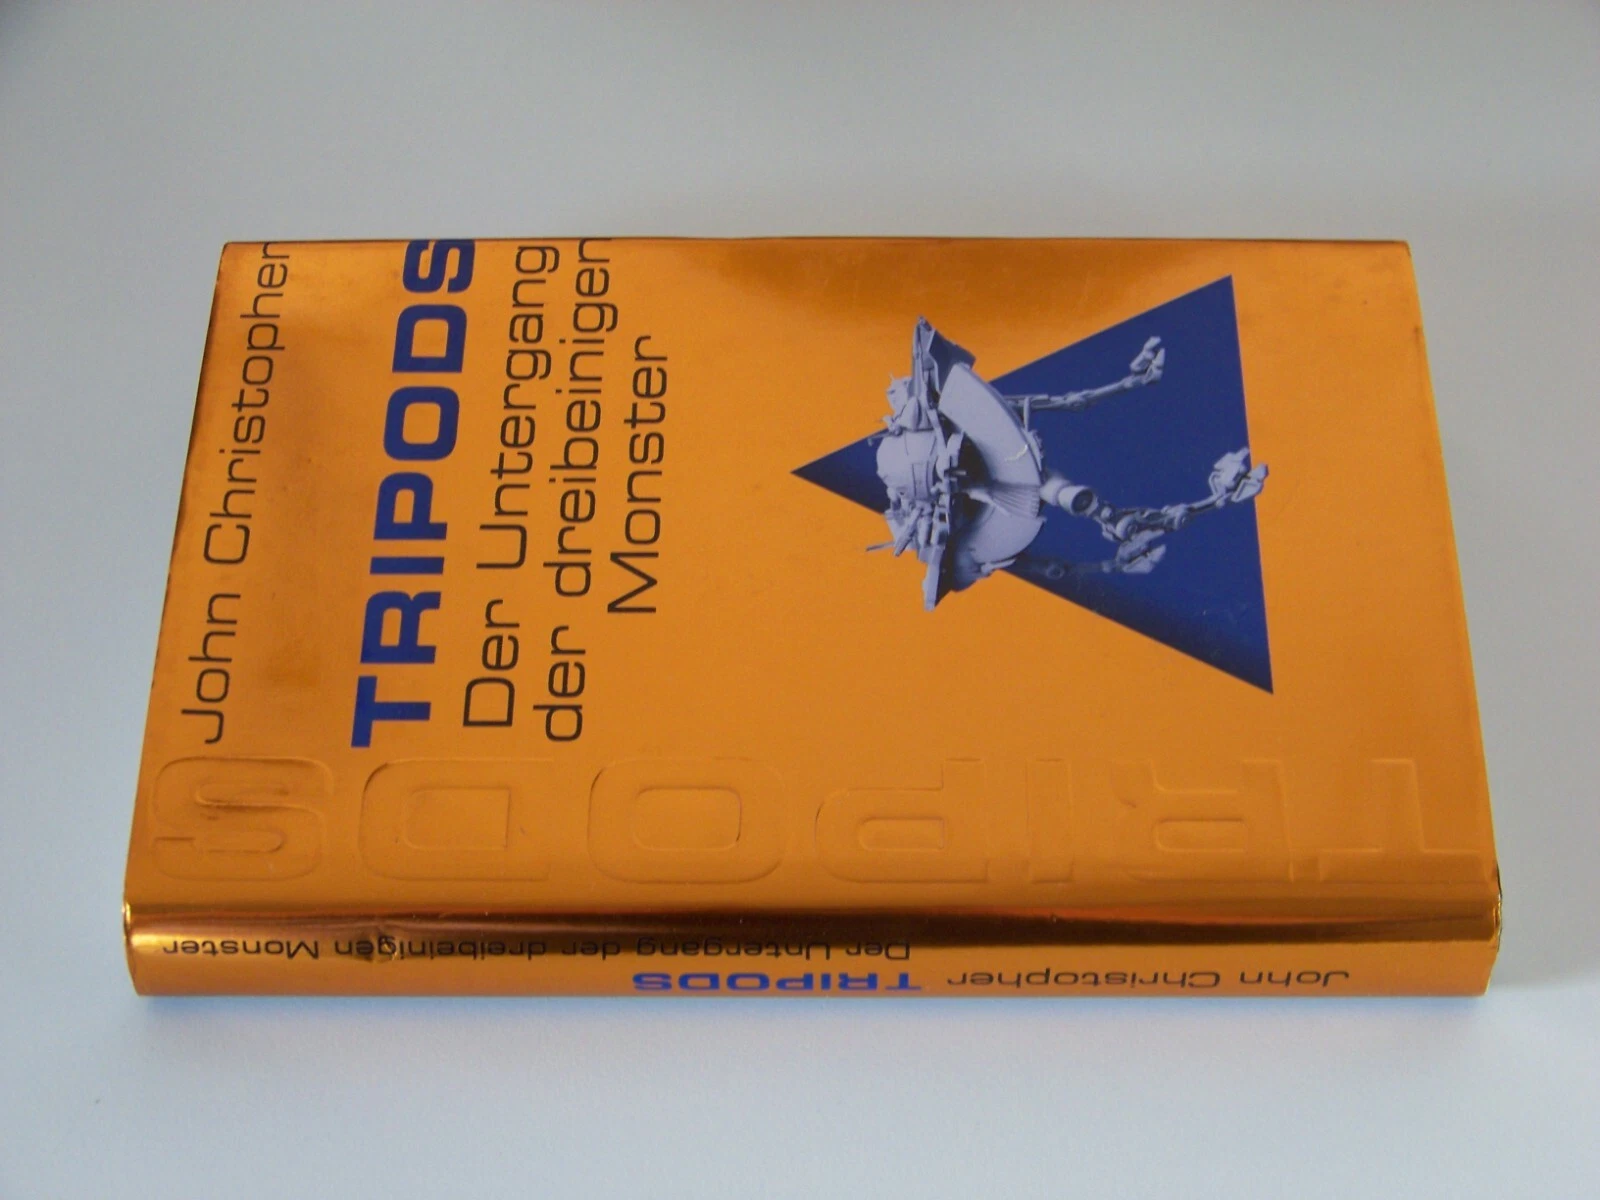 John Christopher
TRIPODS
Der Untergang
der dreibeinigen
Monster
TRIPODS
John Christopher TRIPODS Der Untergang der dreibeinigen Monster